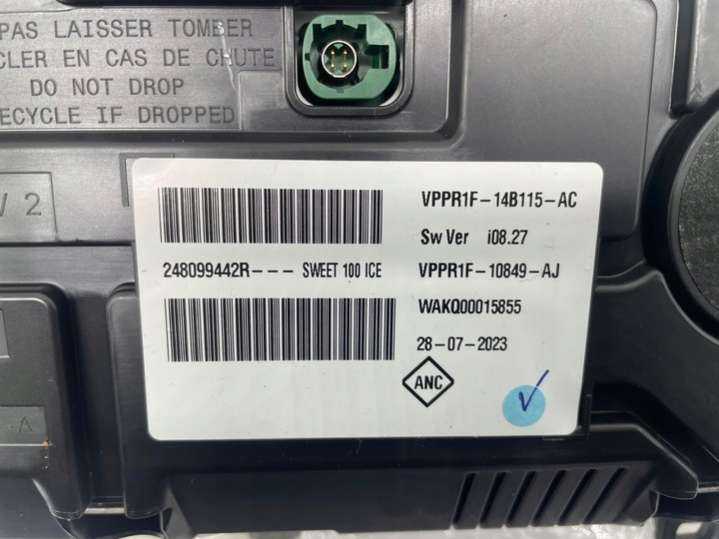 PAS LAISSER TOMBER
CLER EN CAS DE CHUTE
DO NOT DROP
ECYCLE IF DROPPED
2
VPPR1F-14B115-AC
Sw Ver i08.27
248099442R--- SWEET 100 ICE
VPPR1F-10849-AJ
WAKQ00015855
28-07-2023
ANC
A